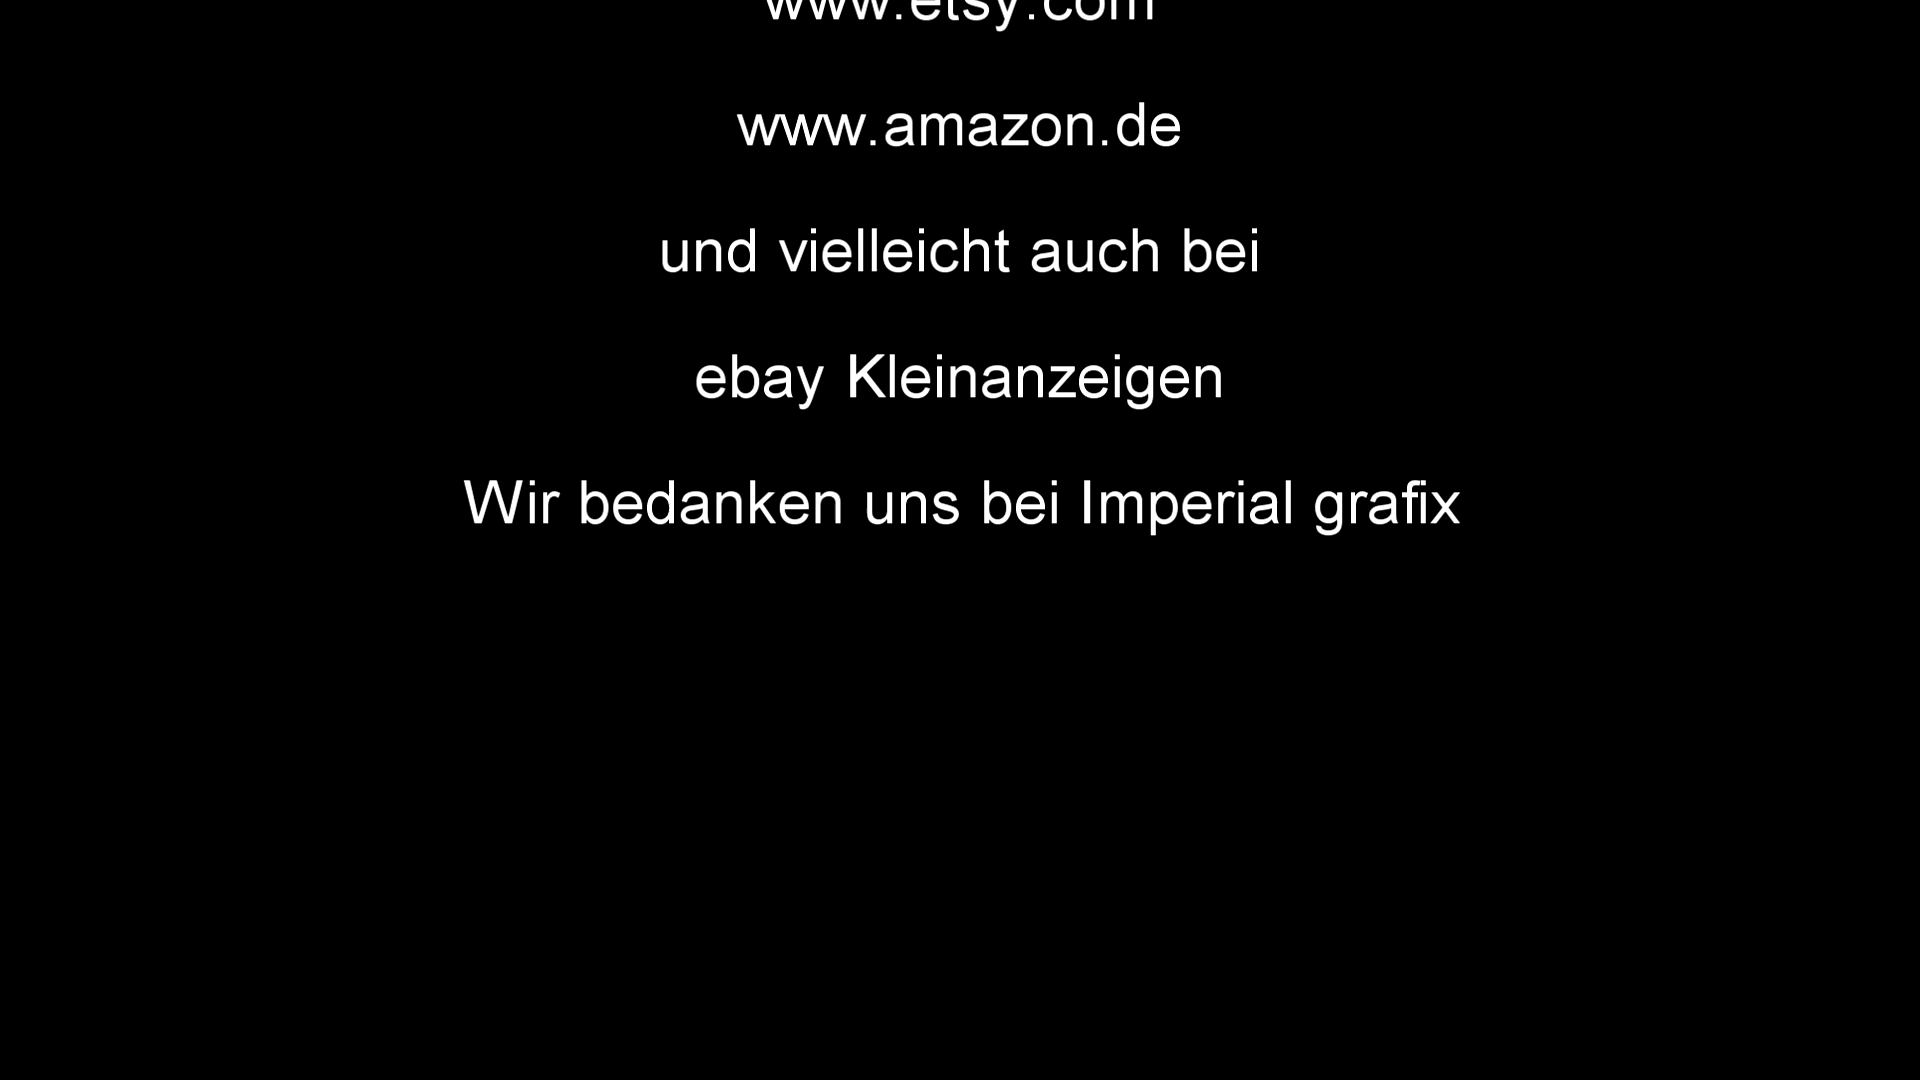 www.etsy.com
www.amazon.de
und vielleicht auch bei
ebay Kleinanzeigen
Wir bedanken uns bei Imperial grafix